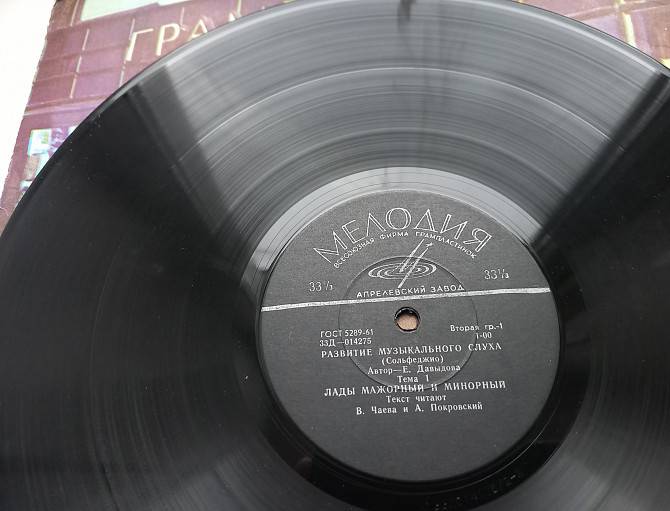 ГРАМ
МЕЛОДИЯ
ВСЕСОЮЗНАЯ ФИРМА ГРАМПЛАСТИНОК
33⅓ 33⅓
АПРЕЛЕВСКИЙ ЗАВОД
ГОСТ 5289-61 Вторая гр.-1
33Д—014275 1-00
РАЗВИТИЕ МУЗЫКАЛЬНОГО СЛУХА
(Сольфеджио)
Автор—Е. Давыдова
Тема 1
ЛАДЫ МАЖОРНЫЙ И МИНОРНЫЙ
Текст читают
В. Чаева и А. Покровский